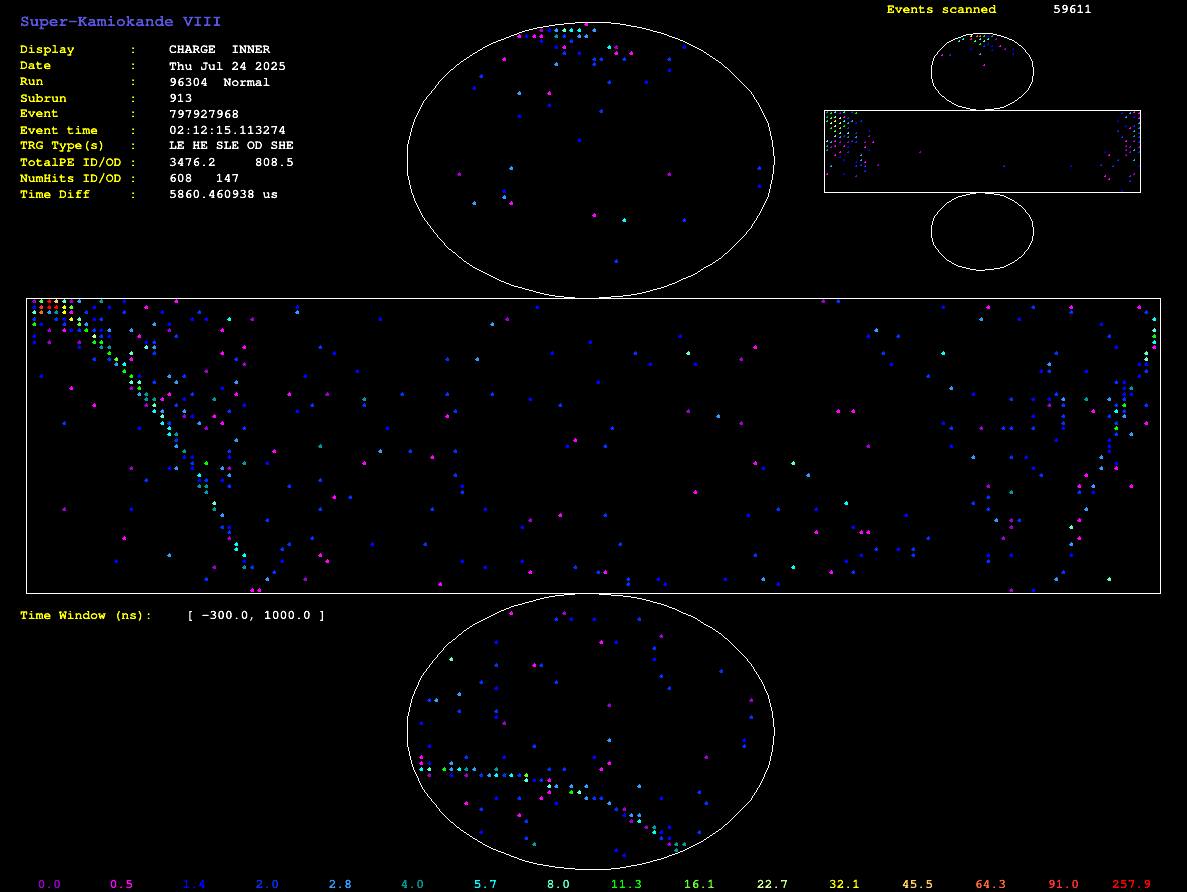 Events scanned 59611
Super-Kamiokande VIII
Display : CHARGE INNER
Date : Thu Jul 24 2025
Run : 96304 Normal
Subrun : 913
Event : 797927968
Event time : 02:12:15.113274
TRG Type(s) : LE HE SLE OD SHE
TotalPE ID/OD : 3476.2 808.5
NumHits ID/OD : 608 147
Time Diff : 5860.460938 us
Time Window (ns): [ -300.0, 1000.0 ]
0.0 0.5 1.4 2.0 2.8 4.0 5.7 8.0 11.3 16.1 22.7 32.1 45.5 64.3 91.0 257.9